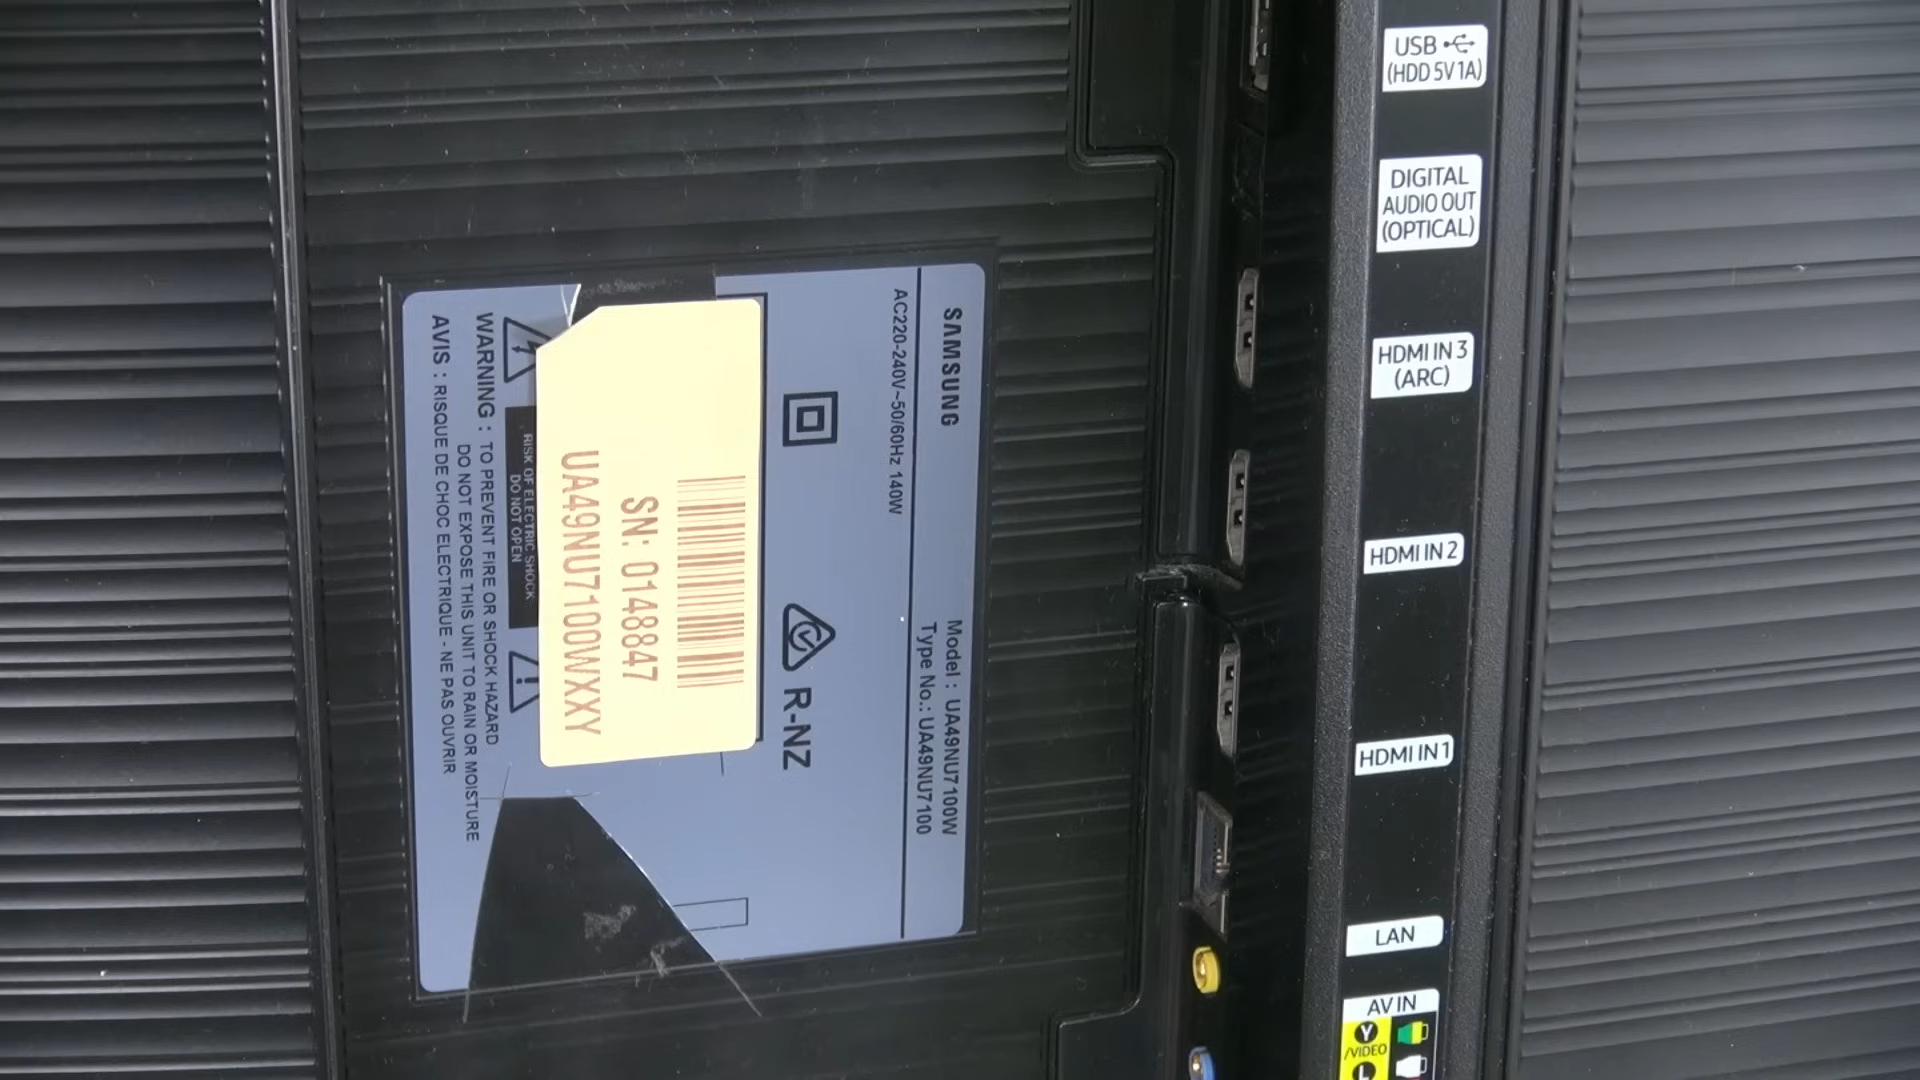 SAMSUNG
Model : UA49NU7100W
Type No.: UA49NU7100
AC220-240V~50/60Hz 140W
R-NZ
SN: 0148847
UA49NU7100WXXY
RISK OF ELECTRIC SHOCK
DO NOT OPEN
WARNING : TO PREVENT FIRE OR SHOCK HAZARD
DO NOT EXPOSE THIS UNIT TO RAIN OR MOISTURE
AVIS : RISQUE DE CHOC ELECTRIQUE - NE PAS OUVRIR
USB
(HDD 5V 1A)
DIGITAL
AUDIO OUT
(OPTICAL)
HDMI IN 3
(ARC)
HDMI IN 2
HDMI IN 1
LAN
AV IN
Y
/VIDEO
L